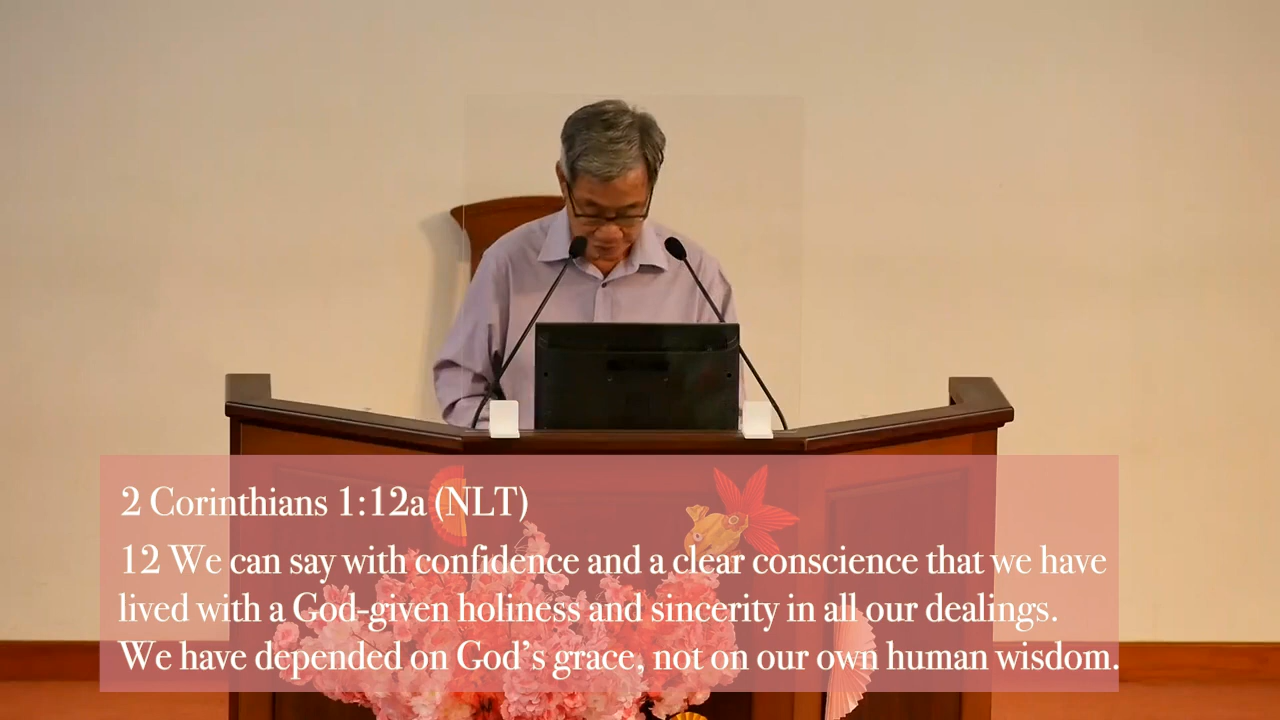 2 Corinthians 1:12a (NLT)
12 We can say with confidence and a clear conscience that we have
lived with a God-given holiness and sincerity in all our dealings.
We have depended on God’s grace, not on our own human wisdom.